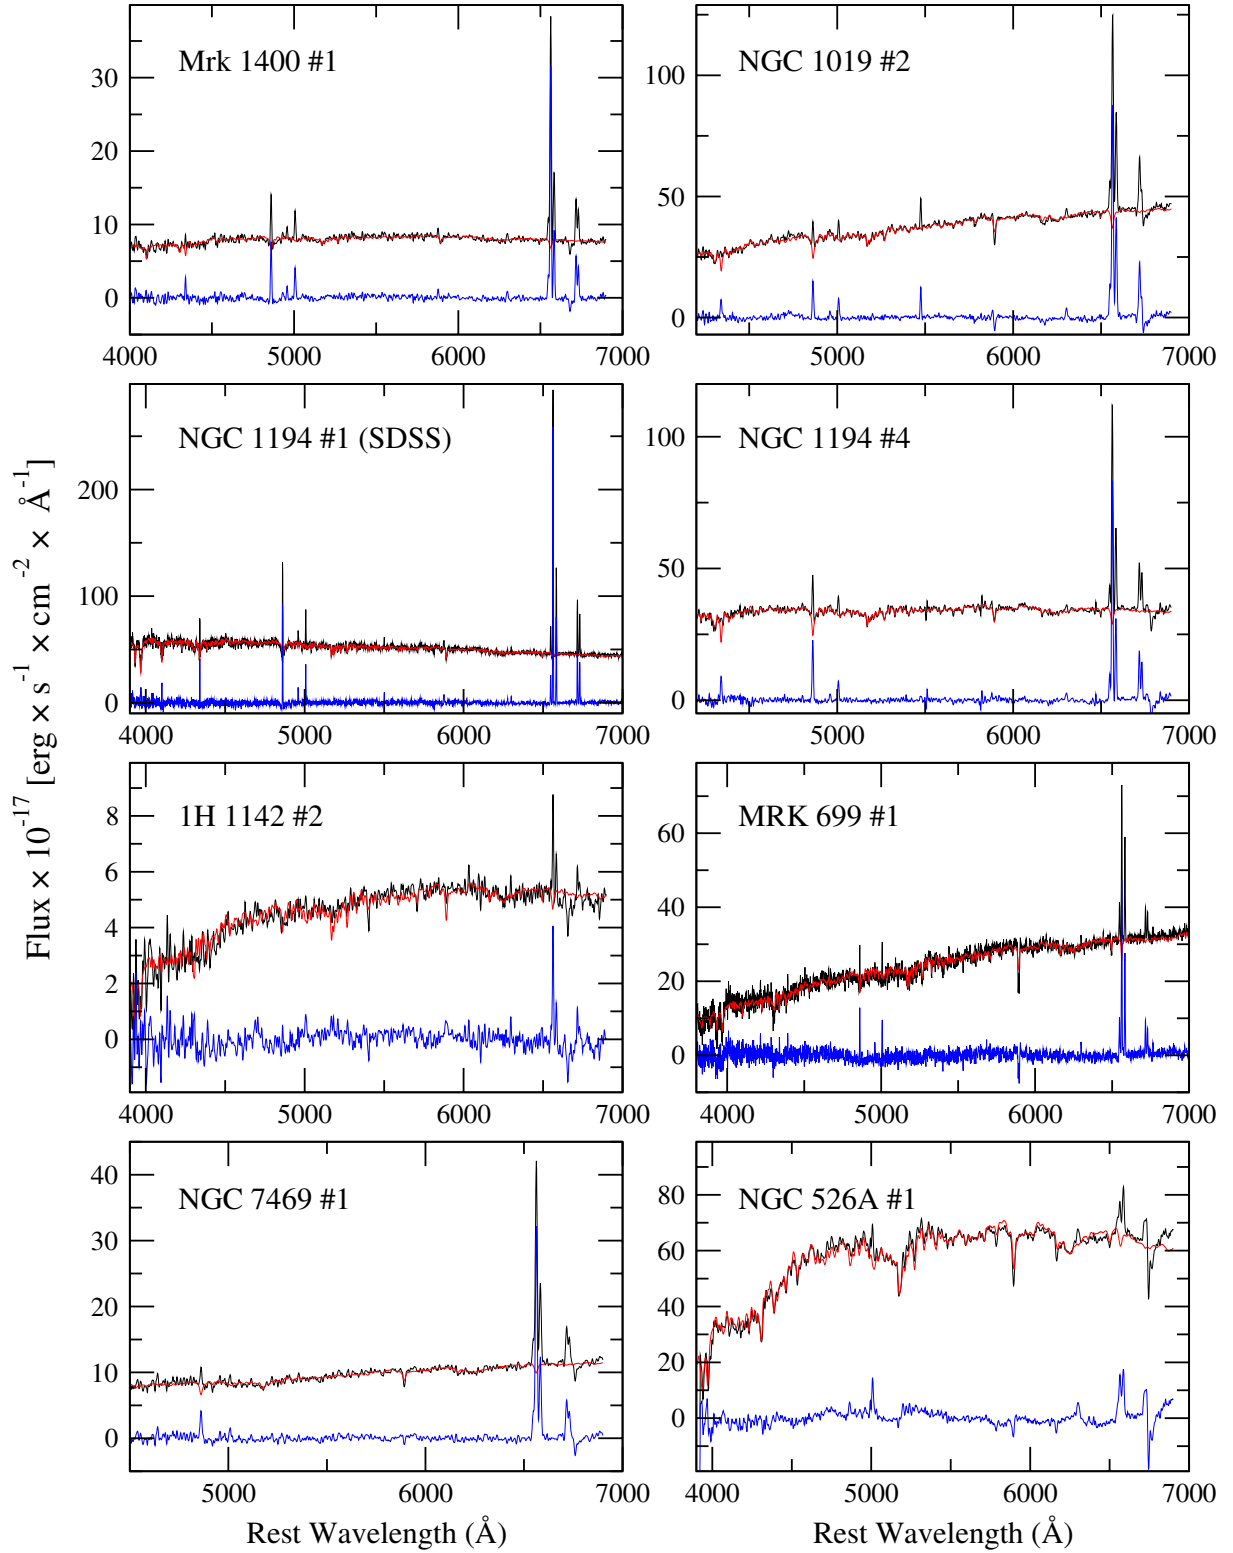 Mrk 1400 #1
30
20
10
0
4000 5000 6000
NGC 1019 #2
100
50
0
5000 6000 7000
NGC 1194 #1 (SDSS)
200
100
0
4000 5000 6000 7000
NGC 1194 #4
100
50
0
5000 6000 7000
1H 1142 #2
8
6
4
2
0
4000 5000 6000
MRK 699 #1
60
40
20
0
4000 5000 6000 7000
NGC 7469 #1
40
30
20
10
0
5000 6000 7000
NGC 526A #1
80
60
40
20
0
4000 5000 6000 7000
Flux × 10^-17 [erg × s^-1 × cm^-2 × Å^-1]
Rest Wavelength (Å)
Rest Wavelength (Å)